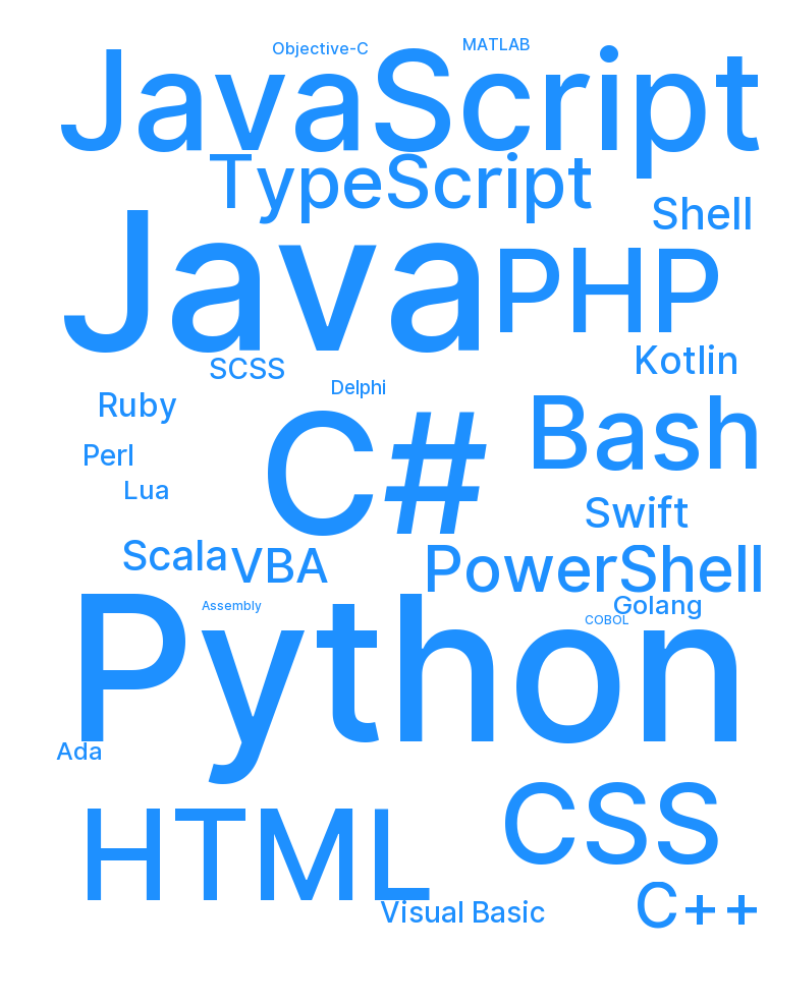 Objective-C
MATLAB
JavaScript
TypeScript
Shell
Java
PHP
Kotlin
SCSS
Delphi
Ruby
Bash
C#
Perl
Lua
Swift
Scala
VBA
PowerShell
Assembly
Golang
COBOL
Python
Ada
CSS
HTML
C++
Visual Basic